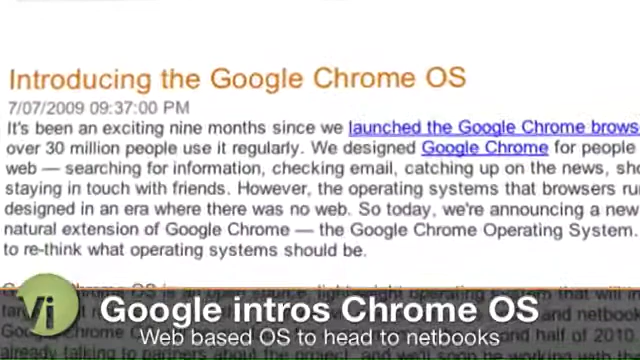 Introducing the Google Chrome OS
7/07/2009 09:37:00 PM
It's been an exciting nine months since we launched the Google Chrome brows
over 30 million people use it regularly. We designed Google Chrome for people
web — searching for information, checking email, catching up on the news, sho
staying in touch with friends. However, the operating systems that browsers ru
designed in an era where there was no web. So today, we're announcing a new
natural extension of Google Chrome — the Google Chrome Operating System.
to re-think what operating systems should be.
Vi
Google intros Chrome OS
Web based OS to head to netbooks